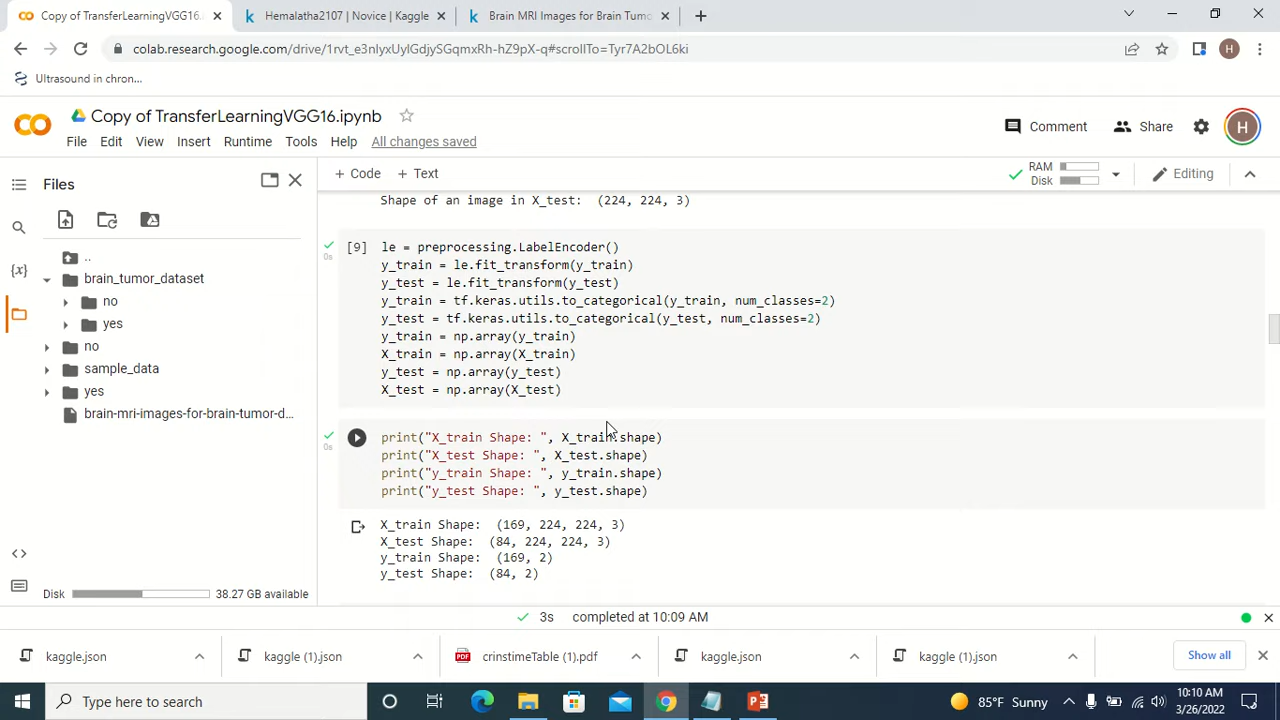 Copy of TransferLearningVGG16.ip
Hemalatha2107 | Novice | Kaggle
Brain MRI Images for Brain Tumo
colab.research.google.com/drive/1rvt_e3nlyxUyIGdjySGqmxRh-hZ9pX-q#scrollTo=Tyr7A2bOL6ki
Ultrasound in chron...
Copy of TransferLearningVGG16.ipynb
Comment
Share
H
File Edit View Insert Runtime Tools Help All changes saved
Files
+ Code + Text
RAM
Disk
Editing
Shape of an image in X_test: (224, 224, 3)
..
brain_tumor_dataset
no
yes
no
sample_data
yes
brain-mri-images-for-brain-tumor-d...
[9]
0s
le = preprocessing.LabelEncoder()
y_train = le.fit_transform(y_train)
y_test = le.fit_transform(y_test)
y_train = tf.keras.utils.to_categorical(y_train, num_classes=2)
y_test = tf.keras.utils.to_categorical(y_test, num_classes=2)
y_train = np.array(y_train)
X_train = np.array(X_train)
y_test = np.array(y_test)
X_test = np.array(X_test)
0s
print("X_train Shape: ", X_train.shape)
print("X_test Shape: ", X_test.shape)
print("y_train Shape: ", y_train.shape)
print("y_test Shape: ", y_test.shape)
X_train Shape: (169, 224, 224, 3)
X_test Shape: (84, 224, 224, 3)
y_train Shape: (169, 2)
y_test Shape: (84, 2)
Disk 38.27 GB available
3s completed at 10:09 AM
kaggle.json
kaggle (1).json
crinstimeTable (1).pdf
kaggle.json
kaggle (1).json
Show all
Type here to search
85°F Sunny
10:10 AM
3/26/2022